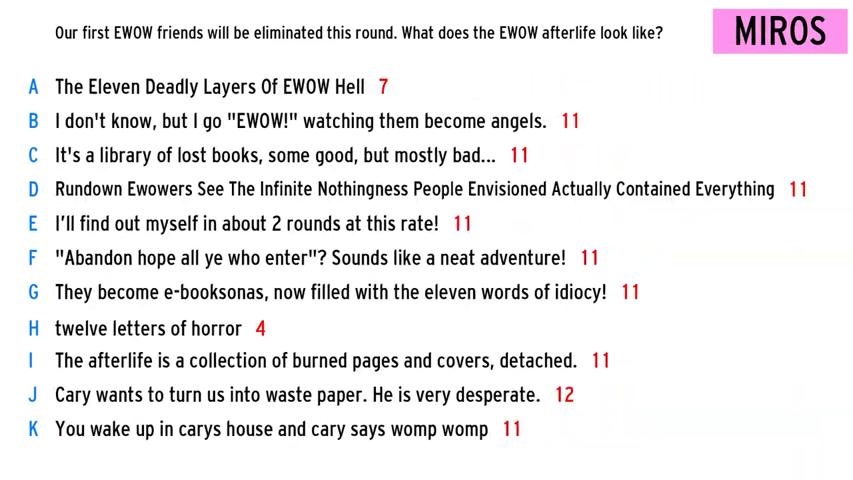 Our first EWOW friends will be eliminated this round. What does the EWOW afterlife look like?
MIROS
A The Eleven Deadly Layers Of EWOW Hell 7
B I don't know, but I go "EWOW!" watching them become angels. 11
C It's a library of lost books, some good, but mostly bad... 11
D Rundown Ewowers See The Infinite Nothingness People Envisioned Actually Contained Everything 11
E I'll find out myself in about 2 rounds at this rate! 11
F "Abandon hope all ye who enter"? Sounds like a neat adventure! 11
G They become e-booksonas, now filled with the eleven words of idiocy! 11
H twelve letters of horror 4
I The afterlife is a collection of burned pages and covers, detached. 11
J Cary wants to turn us into waste paper. He is very desperate. 12
K You wake up in carys house and cary says womp womp 11